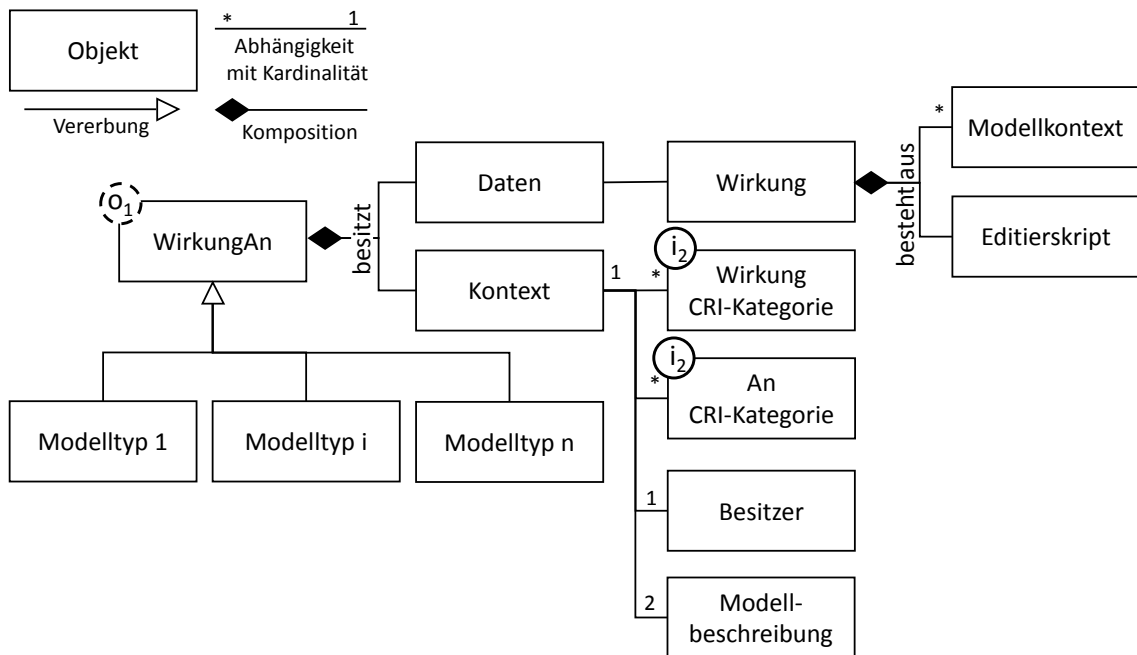 Objekt
* 1
Abhängigkeit
mit Kardinalität
Vererbung
Komposition
o₁
WirkungAn
besitzt
Daten
Kontext
Wirkung
besteht aus
*
Modellkontext
Editierskript
1
i₂
*
Wirkung
CRI-Kategorie
i₂
*
An
CRI-Kategorie
1
Besitzer
2
Modell-
beschreibung
Modelltyp 1
Modelltyp i
Modelltyp n